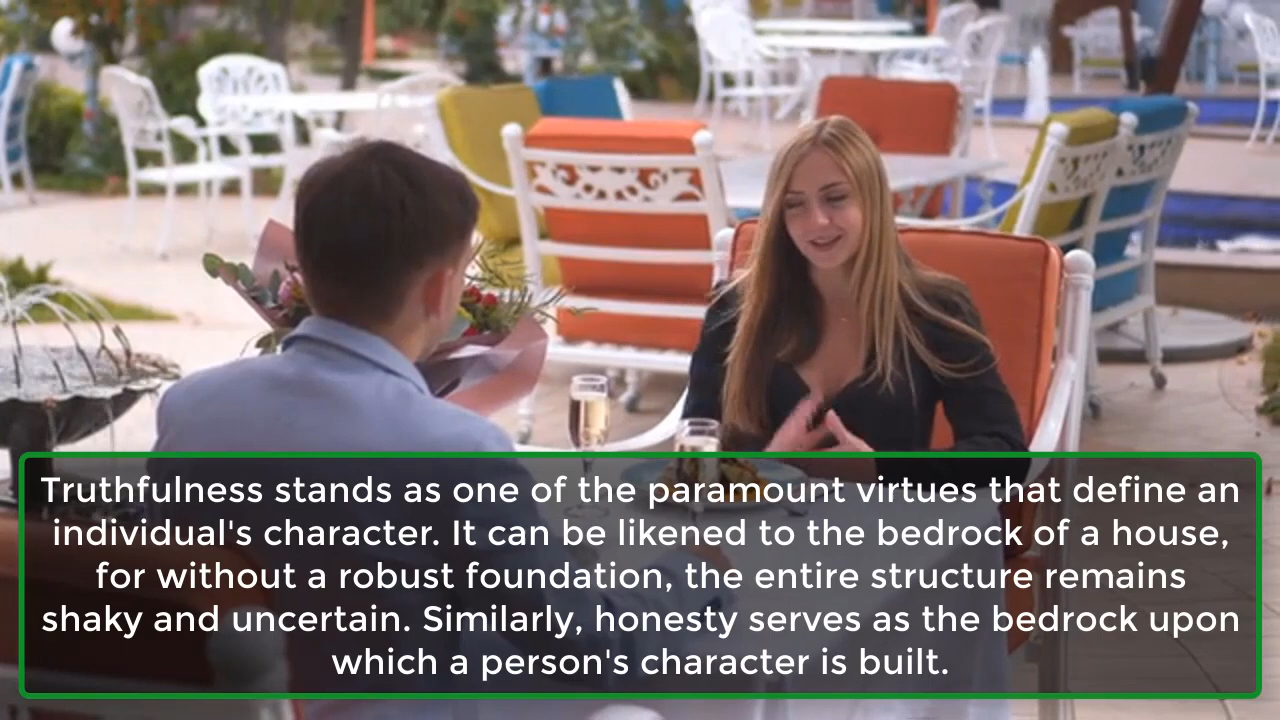 Truthfulness stands as one of the paramount virtues that define an
individual's character. It can be likened to the bedrock of a house,
for without a robust foundation, the entire structure remains
shaky and uncertain. Similarly, honesty serves as the bedrock upon
which a person's character is built.